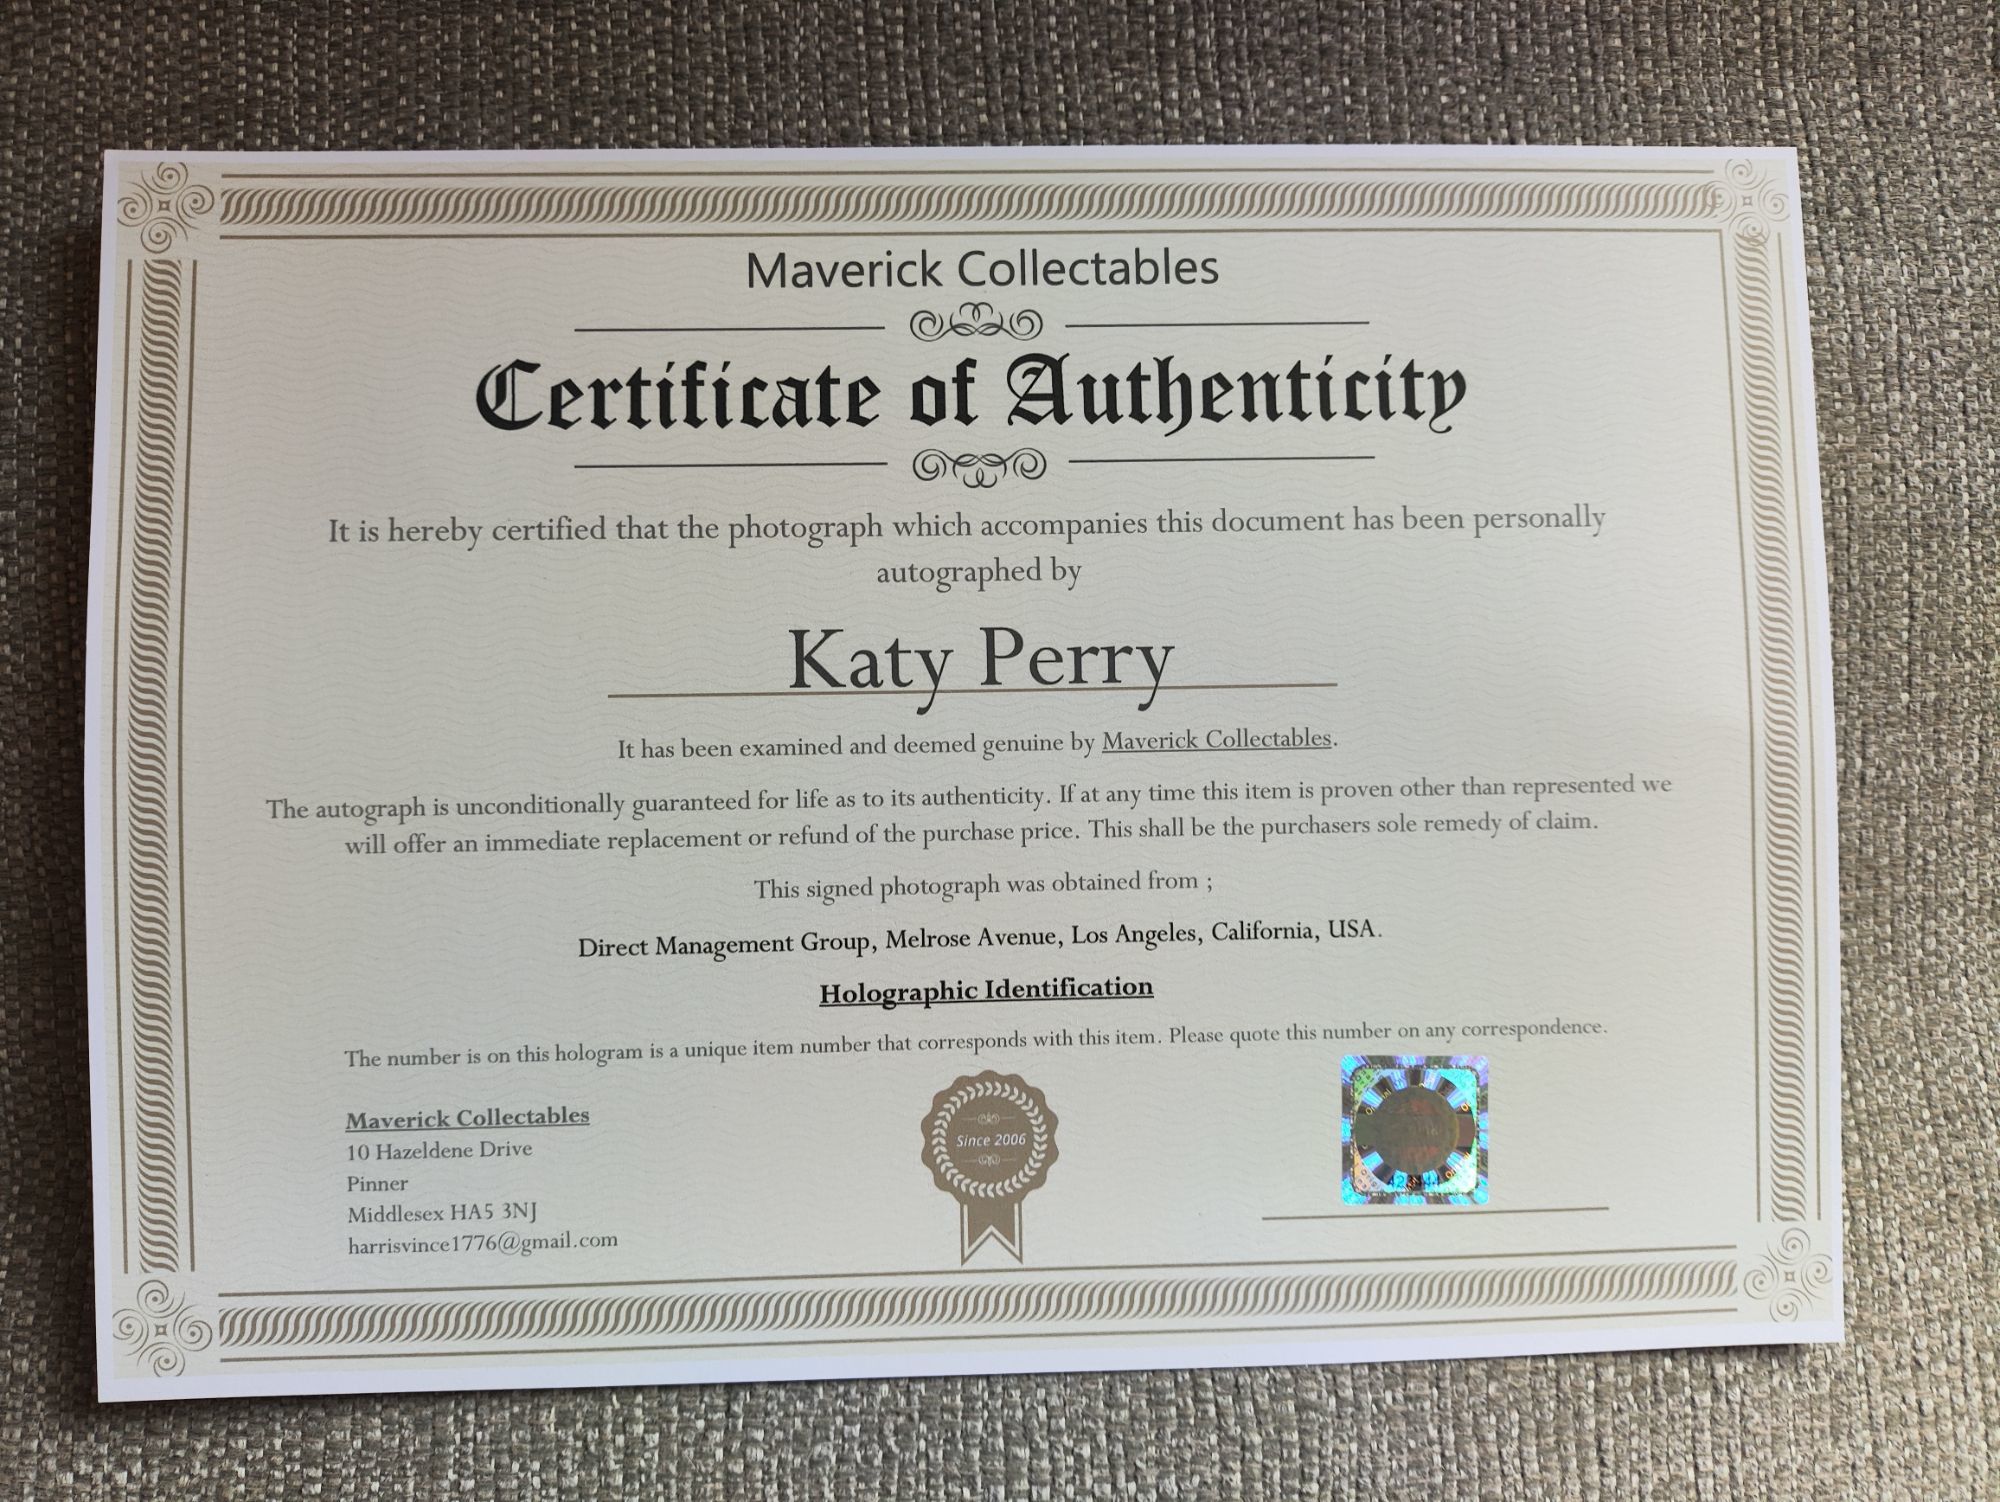 Maverick Collectables
Certificate of Authenticity
It is hereby certified that the photograph which accompanies this document has been personally
autographed by
Katy Perry
It has been examined and deemed genuine by Maverick Collectables.
The autograph is unconditionally guaranteed for life as to its authenticity. If at any time this item is proven other than represented we
will offer an immediate replacement or refund of the purchase price. This shall be the purchasers sole remedy of claim.
This signed photograph was obtained from ;
Direct Management Group, Melrose Avenue, Los Angeles, California, USA.
Holographic Identification
The number is on this hologram is a unique item number that corresponds with this item. Please quote this number on any correspondence.
Maverick Collectables
10 Hazeldene Drive
Pinner
Middlesex HA5 3NJ
harrisvince1776@gmail.com
Since 2006